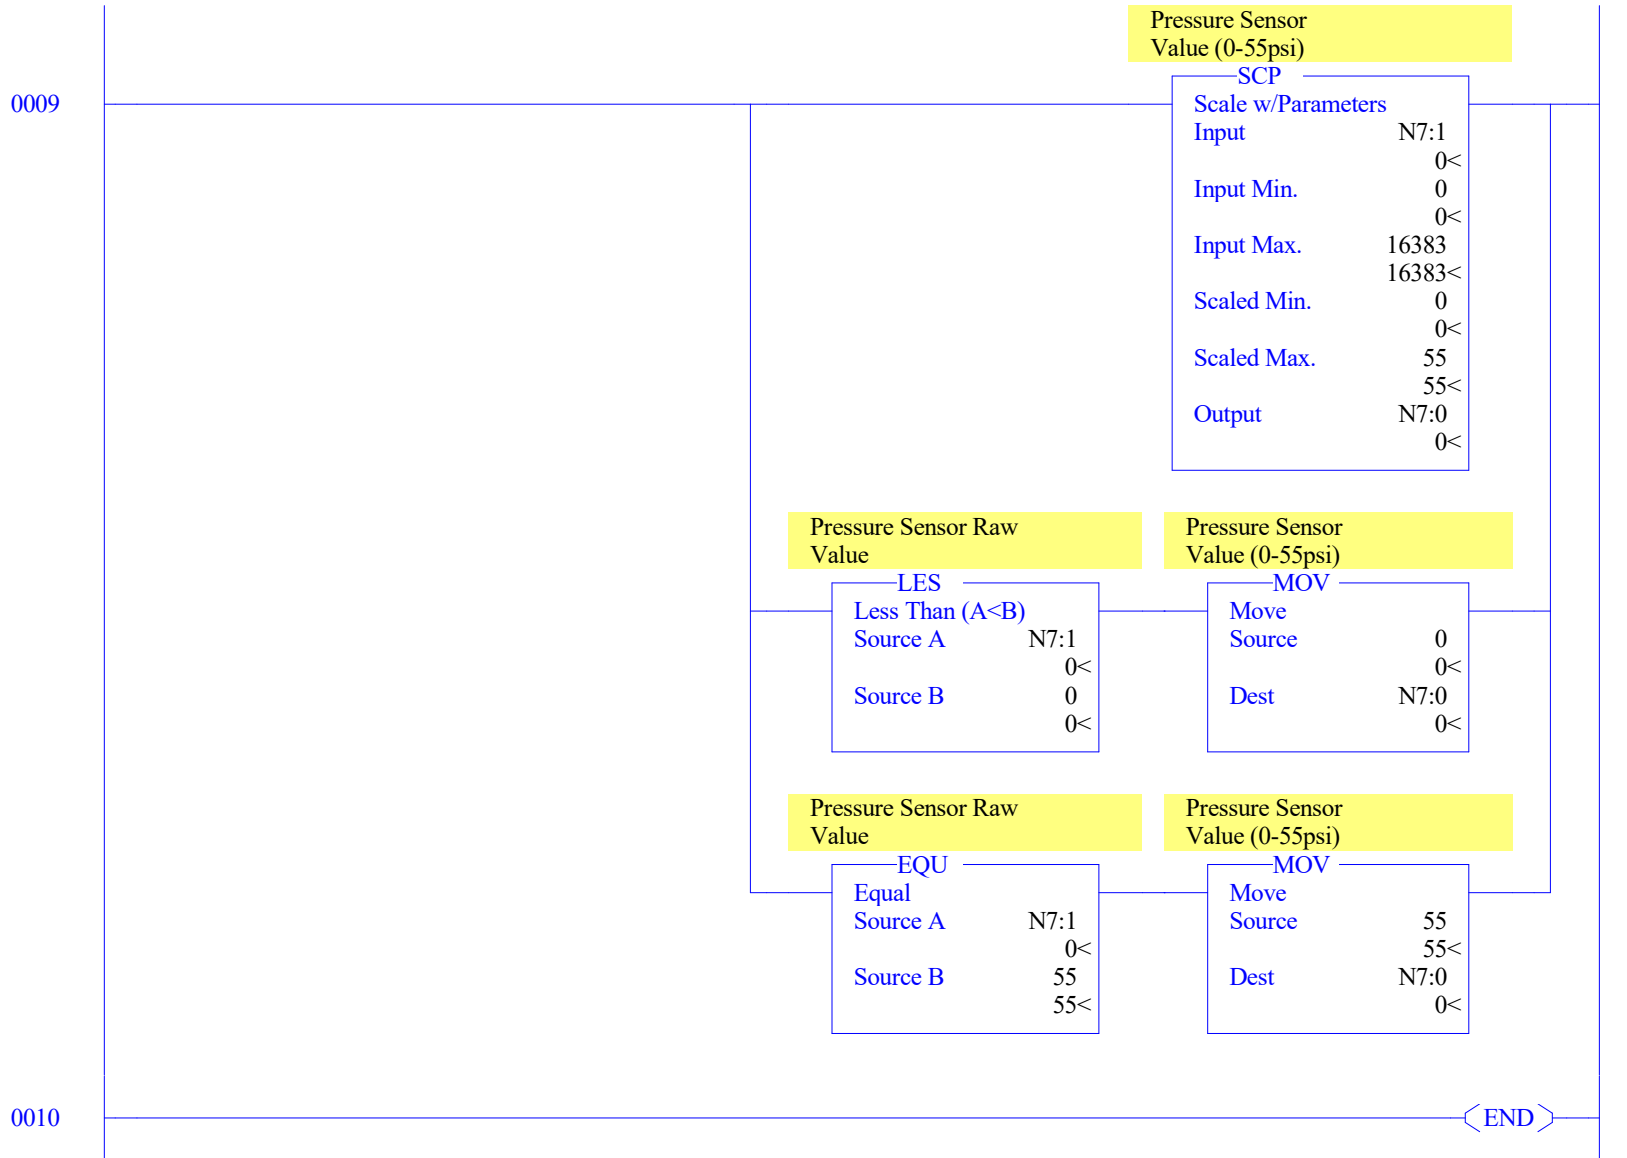 Pressure Sensor
Value (0-55psi)
SCP
0009
Scale w/Parameters
Input N7:1
0<
Input Min. 0
0<
Input Max. 16383
16383<
Scaled Min. 0
0<
Scaled Max. 55
55<
Output N7:0
0<
Pressure Sensor Raw
Value
LES
Less Than (A<B)
Source A N7:1
0<
Source B 0
0<
Pressure Sensor
Value (0-55psi)
MOV
Move
Source 0
0<
Dest N7:0
0<
Pressure Sensor Raw
Value
EQU
Equal
Source A N7:1
0<
Source B 55
55<
Pressure Sensor
Value (0-55psi)
MOV
Move
Source 55
55<
Dest N7:0
0<
0010
END